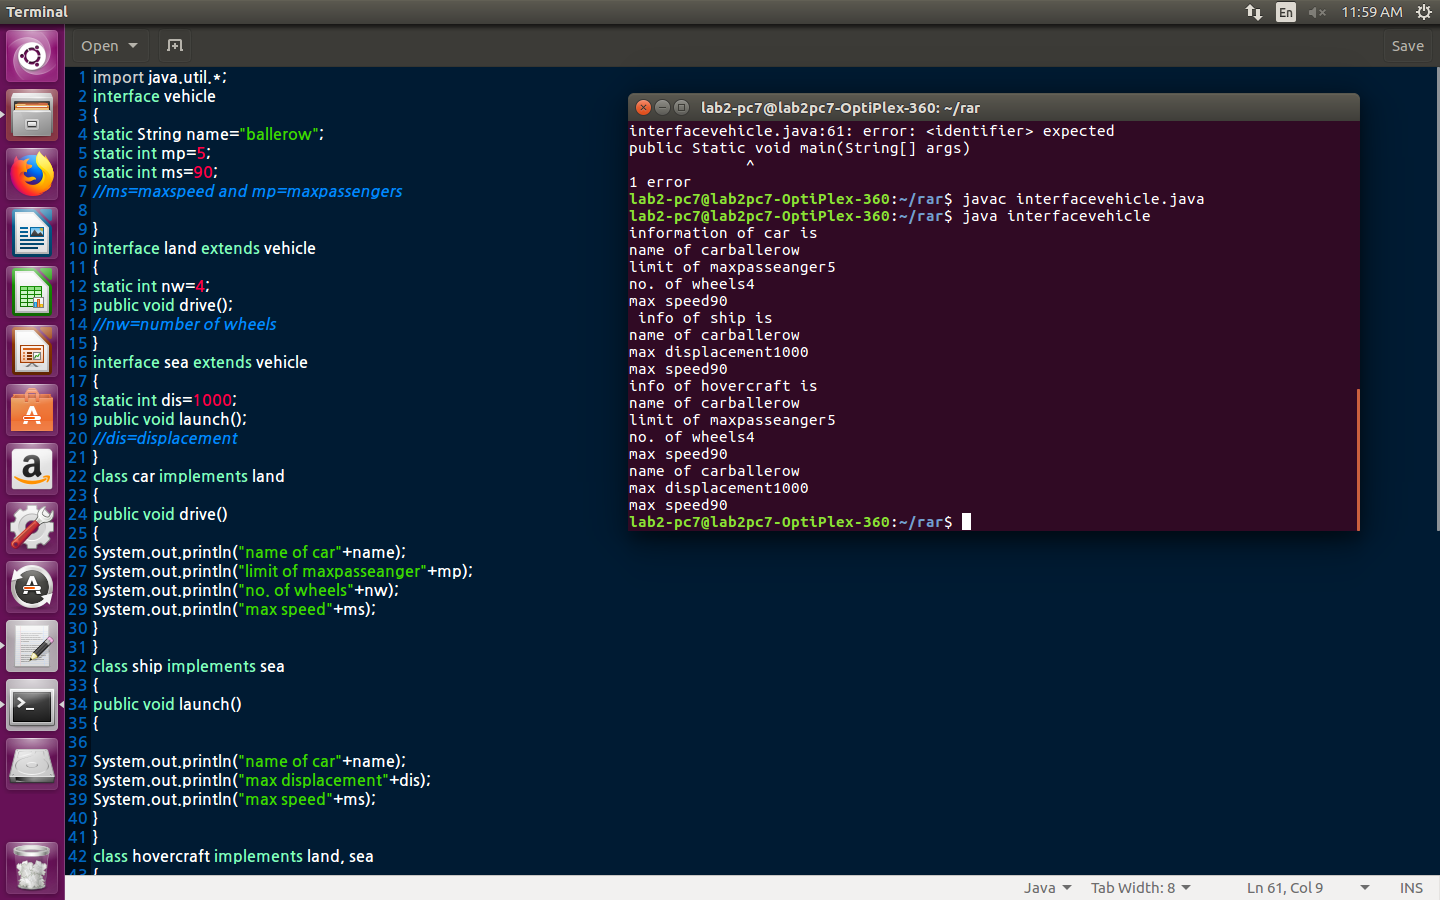 Terminal
En
11:59 AM
Open
Save
1 import java.util.*;
2 interface vehicle
3 {
4 static String name="ballerow";
5 static int mp=5;
6 static int ms=90;
7 //ms=maxspeed and mp=maxpassengers
8
9 }
10 interface land extends vehicle
11 {
12 static int nw=4;
13 public void drive();
14 //nw=number of wheels
15 }
16 interface sea extends vehicle
17 {
18 static int dis=1000;
19 public void launch();
20 //dis=displacement
21 }
22 class car implements land
23 {
24 public void drive()
25 {
26 System.out.println("name of car"+name);
27 System.out.println("limit of maxpasseanger"+mp);
28 System.out.println("no. of wheels"+nw);
29 System.out.println("max speed"+ms);
30 }
31 }
32 class ship implements sea
33 {
34 public void launch()
35 {
36
37 System.out.println("name of car"+name);
38 System.out.println("max displacement"+dis);
39 System.out.println("max speed"+ms);
40 }
41 }
42 class hovercraft implements land, sea
43 {
lab2-pc7@lab2pc7-OptiPlex-360: ~/rar
interfacevehicle.java:61: error: <identifier> expected
public Static void main(String[] args)
^
1 error
lab2-pc7@lab2pc7-OptiPlex-360:~/rar$ javac interfacevehicle.java
lab2-pc7@lab2pc7-OptiPlex-360:~/rar$ java interfacevehicle
information of car is
name of carballerow
limit of maxpasseanger5
no. of wheels4
max speed90
info of ship is
name of carballerow
max displacement1000
max speed90
info of hovercraft is
name of carballerow
limit of maxpasseanger5
no. of wheels4
max speed90
name of carballerow
max displacement1000
max speed90
lab2-pc7@lab2pc7-OptiPlex-360:~/rar$
Java
Tab Width: 8
Ln 61, Col 9
INS